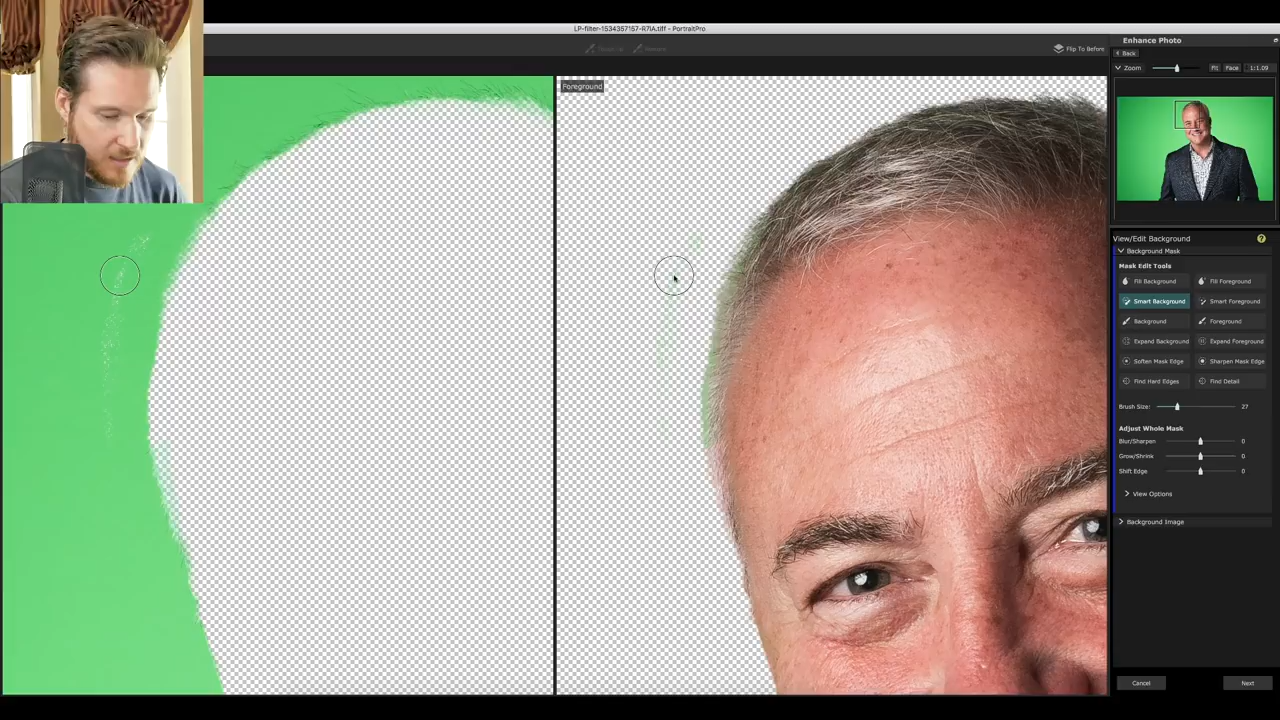 LP-filter-1534357157-R7IA.tiff - PortraitPro
Touch Up Restore
Flip To Before
Foreground
Enhance Photo
Back
Zoom Fit Face 1:1.09
View/Edit Background ?
Background Mask
Mask Edit Tools
Fill Background Fill Foreground
Smart Background Smart Foreground
Background Foreground
Expand Background Expand Foreground
Soften Mask Edge Sharpen Mask Edge
Find Hard Edges Find Detail
Brush Size: 27
Adjust Whole Mask
Blur/Sharpen 0
Grow/Shrink 0
Shift Edge 0
View Options
Background Image
Cancel Next